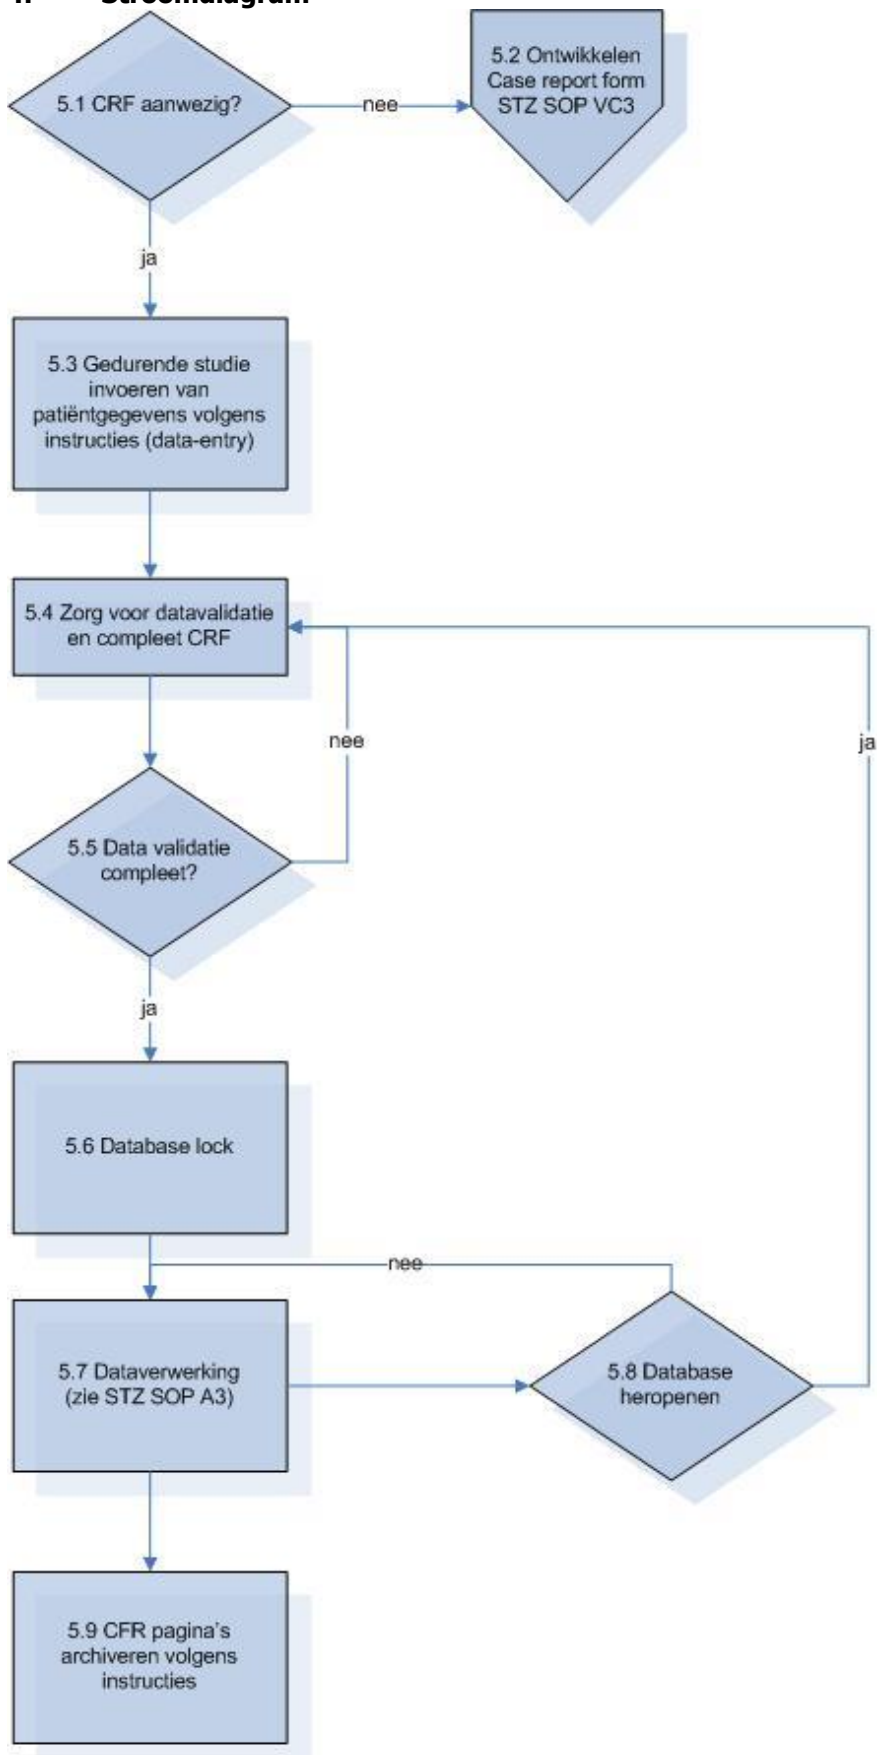 Stroomdiagram
5.1 CRF aanwezig?
nee
5.2 Ontwikkelen
Case report form
STZ SOP VC3
ja
5.3 Gedurende studie
invoeren van
patiëntgegevens volgens
instructies (data-entry)
5.4 Zorg voor datavalidatie
en compleet CRF
nee
ja
5.5 Data validatie
compleet?
ja
5.6 Database lock
nee
5.7 Dataverwerking
(zie STZ SOP A3)
5.8 Database
heropenen
5.9 CFR pagina's
archiveren volgens
instructies